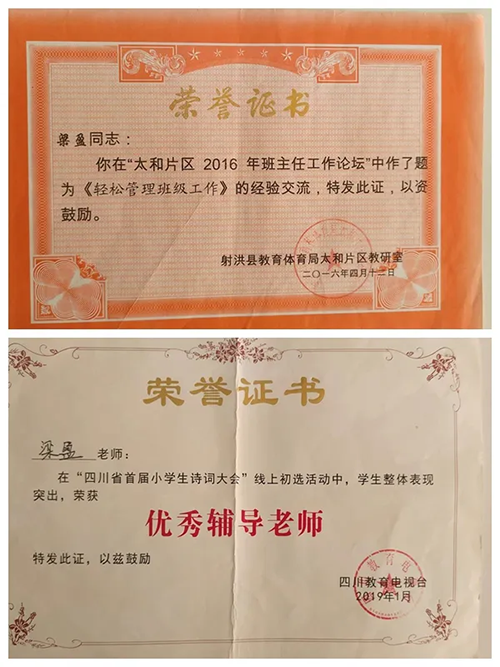 荣誉证书
梁盈同志：
你在“太和片区 2016 年班主任工作论坛”中作了题
为《轻松管理班级工作》的经验交流，特发此证，以资
鼓励。
射洪县教育体育局太和片区教研室
二〇一六年四月十二日
荣誉证书
梁盈 老师：
在“四川省首届小学生诗词大会”线上初选活动中，学生整体表现
突出，荣获
优秀辅导老师
特发此证，以兹鼓励
教育电
四川教育电视台
2019年1月